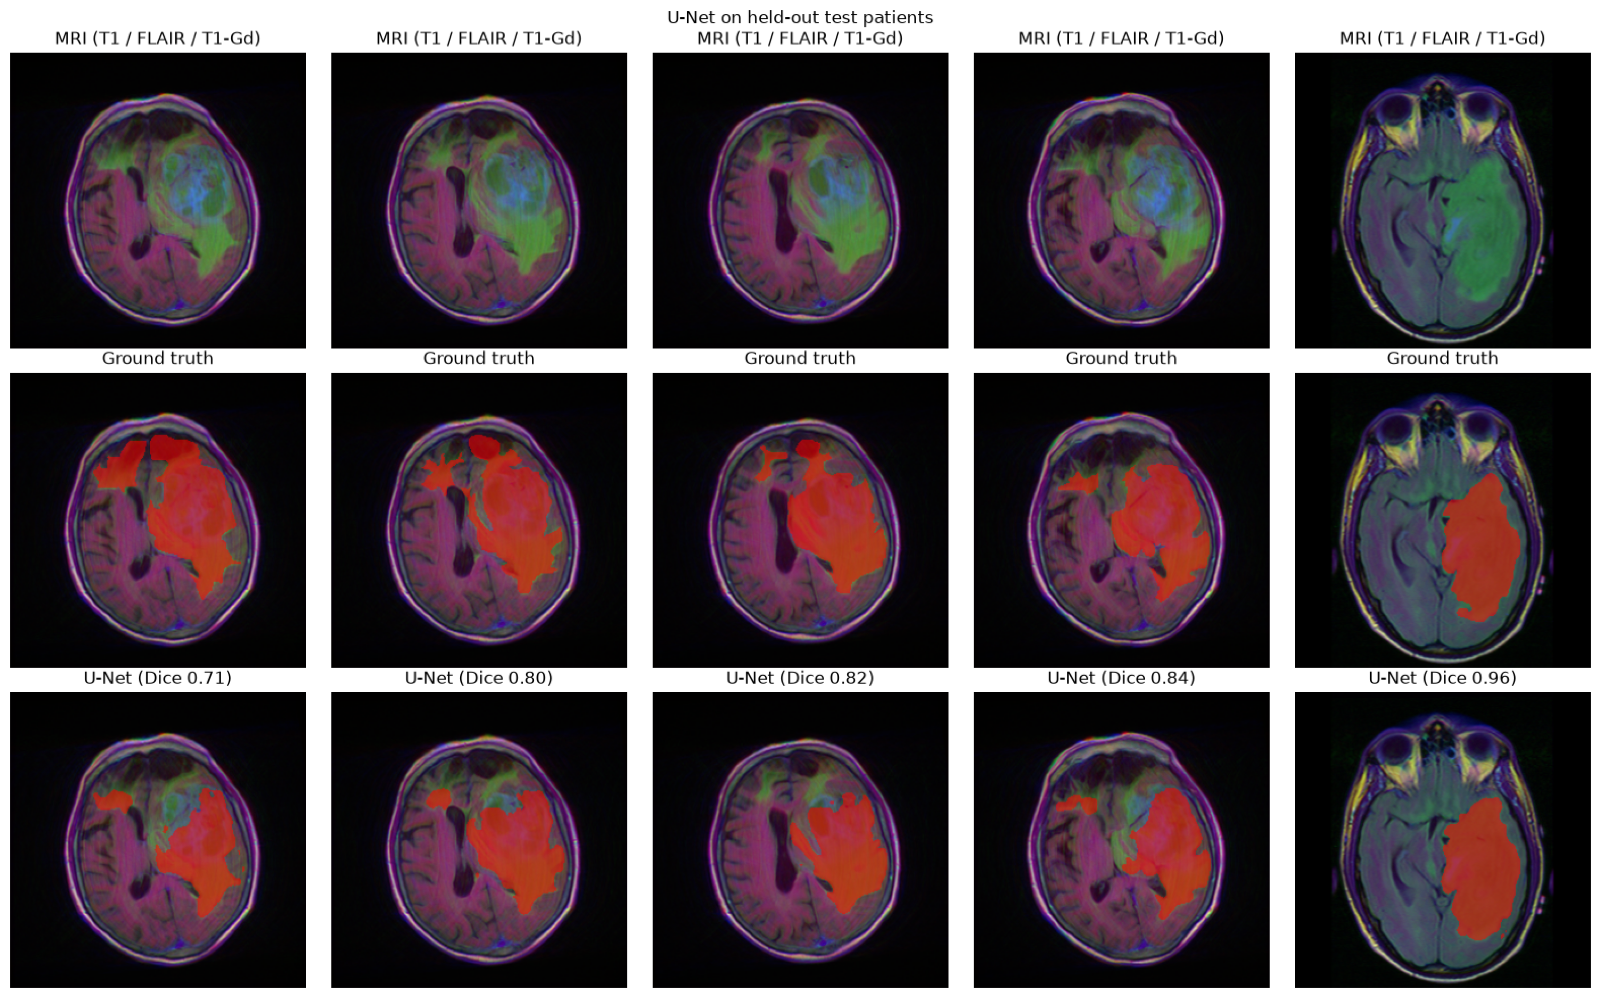 U-Net on held-out test patients
MRI (T1 / FLAIR / T1-Gd)
MRI (T1 / FLAIR / T1-Gd)
MRI (T1 / FLAIR / T1-Gd)
MRI (T1 / FLAIR / T1-Gd)
MRI (T1 / FLAIR / T1-Gd)
Ground truth
Ground truth
Ground truth
Ground truth
Ground truth
U-Net (Dice 0.71)
U-Net (Dice 0.80)
U-Net (Dice 0.82)
U-Net (Dice 0.84)
U-Net (Dice 0.96)